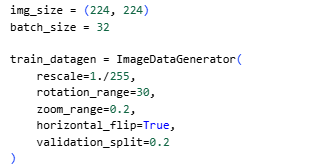 img_size = (224, 224)
batch_size = 32
train_datagen = ImageDataGenerator(
    rescale=1./255,
    rotation_range=30,
    zoom_range=0.2,
    horizontal_flip=True,
    validation_split=0.2
)